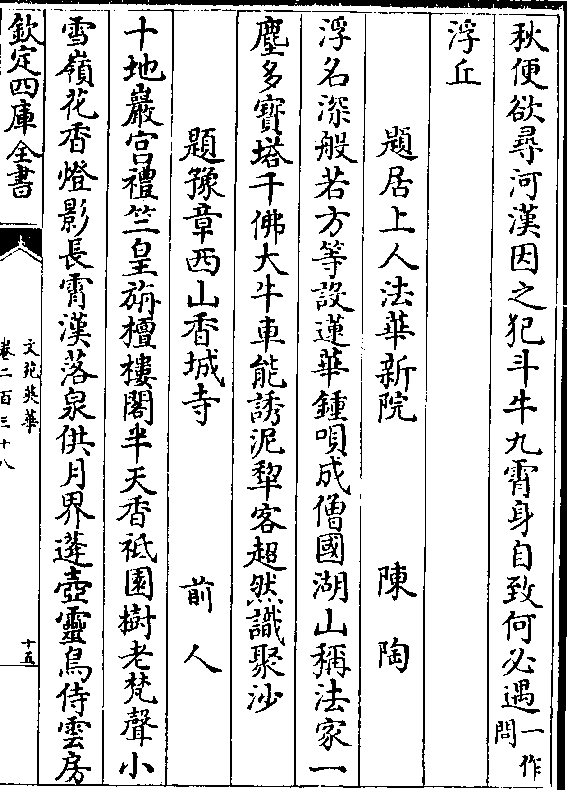 秋便欲尋河漢因之犯斗牛九霄身自致何必遇一作問
浮丘
題居上人法華新院 陳陶
浮名深般若方等設蓮華鍾唄成僧國湖山稱法家一
塵多寶塔千佛大牛車能誘泥犂客超然識聚沙
題豫章西山香城寺 前人
十地巖宫禮竺皇旃檀樓閣半天香祇園樹老梵聲小
雪嶺花香燈影長霄漢落泉供月界蓬壺靈鳥侍雲房
欽定四庫全書
文苑英華
卷二百三十八
十五